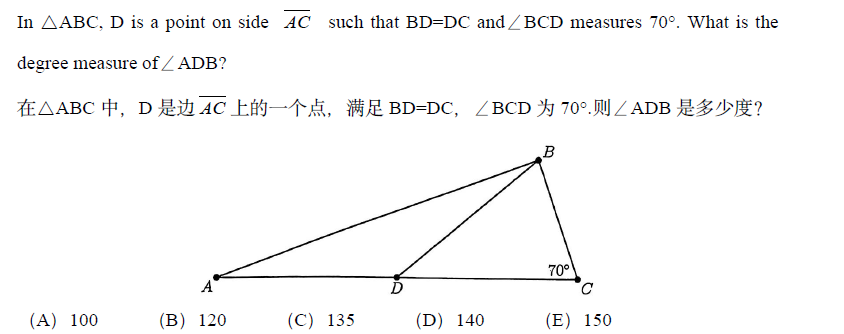 In △ABC, D is a point on side AC such that BD=DC and∠BCD measures 70°. What is the
degree measure of∠ADB?
在△ABC 中，D 是边 AC 上的一个点，满足 BD=DC，∠BCD 为 70°.则∠ADB 是多少度?
B
70°
A
D
C
(A) 100 (B) 120 (C) 135 (D) 140 (E) 150